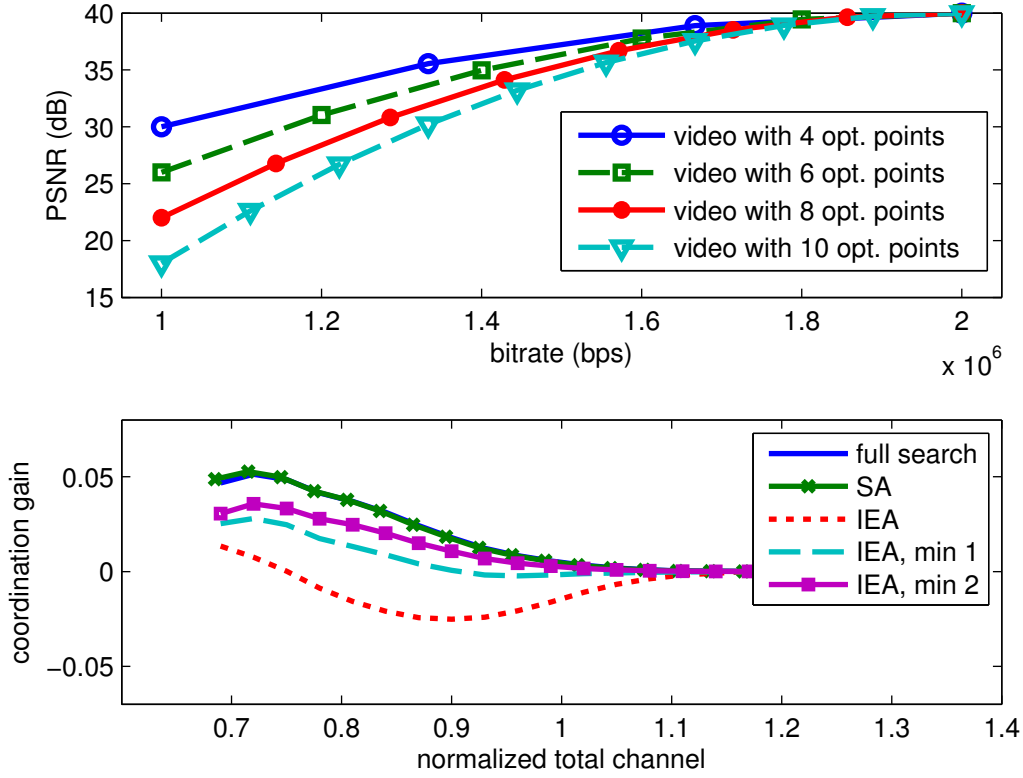 40
35
30
25
20
15
PSNR (dB)
1
1.2
1.4
1.6
1.8
2
bitrate (bps)
x 10^6
video with 4 opt. points
video with 6 opt. points
video with 8 opt. points
video with 10 opt. points
0.05
0
−0.05
coordination gain
0.7
0.8
0.9
1
1.1
1.2
1.3
1.4
normalized total channel
full search
SA
IEA
IEA, min 1
IEA, min 2